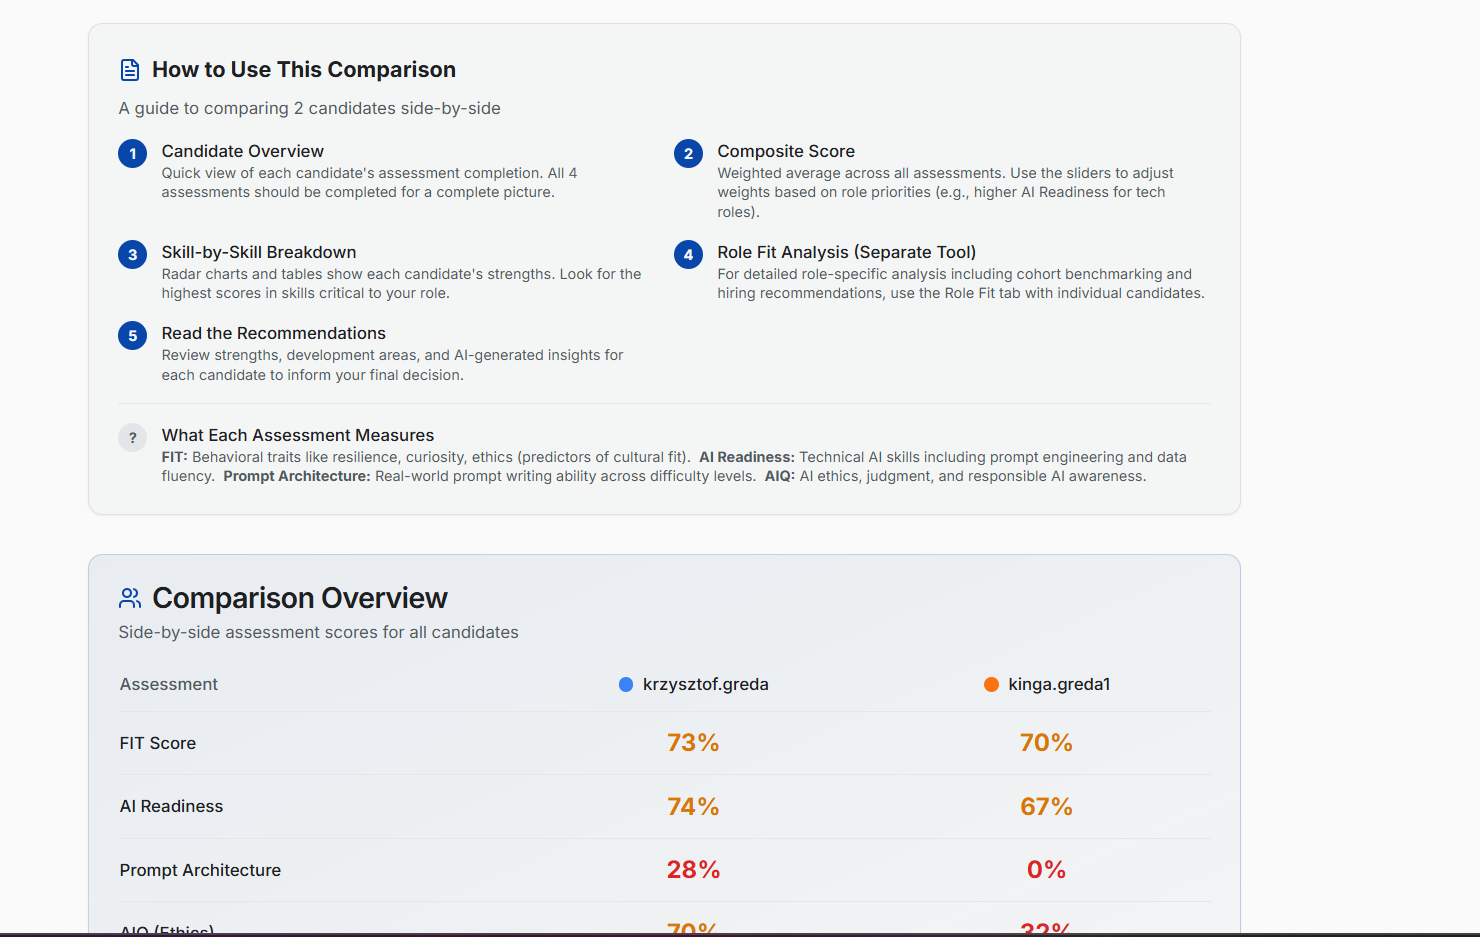 How to Use This Comparison
A guide to comparing 2 candidates side-by-side
1 Candidate Overview
Quick view of each candidate's assessment completion. All 4
assessments should be completed for a complete picture.
2 Composite Score
Weighted average across all assessments. Use the sliders to adjust
weights based on role priorities (e.g., higher AI Readiness for tech
roles).
3 Skill-by-Skill Breakdown
Radar charts and tables show each candidate's strengths. Look for the
highest scores in skills critical to your role.
4 Role Fit Analysis (Separate Tool)
For detailed role-specific analysis including cohort benchmarking and
hiring recommendations, use the Role Fit tab with individual candidates.
5 Read the Recommendations
Review strengths, development areas, and AI-generated insights for
each candidate to inform your final decision.
? What Each Assessment Measures
FIT: Behavioral traits like resilience, curiosity, ethics (predictors of cultural fit). AI Readiness: Technical AI skills including prompt engineering and data
fluency. Prompt Architecture: Real-world prompt writing ability across difficulty levels. AIQ: AI ethics, judgment, and responsible AI awareness.
Comparison Overview
Side-by-side assessment scores for all candidates
Assessment krzysztof.greda kinga.greda1
FIT Score 73% 70%
AI Readiness 74% 67%
Prompt Architecture 28% 0%
AIQ (Ethics) 70% 32%